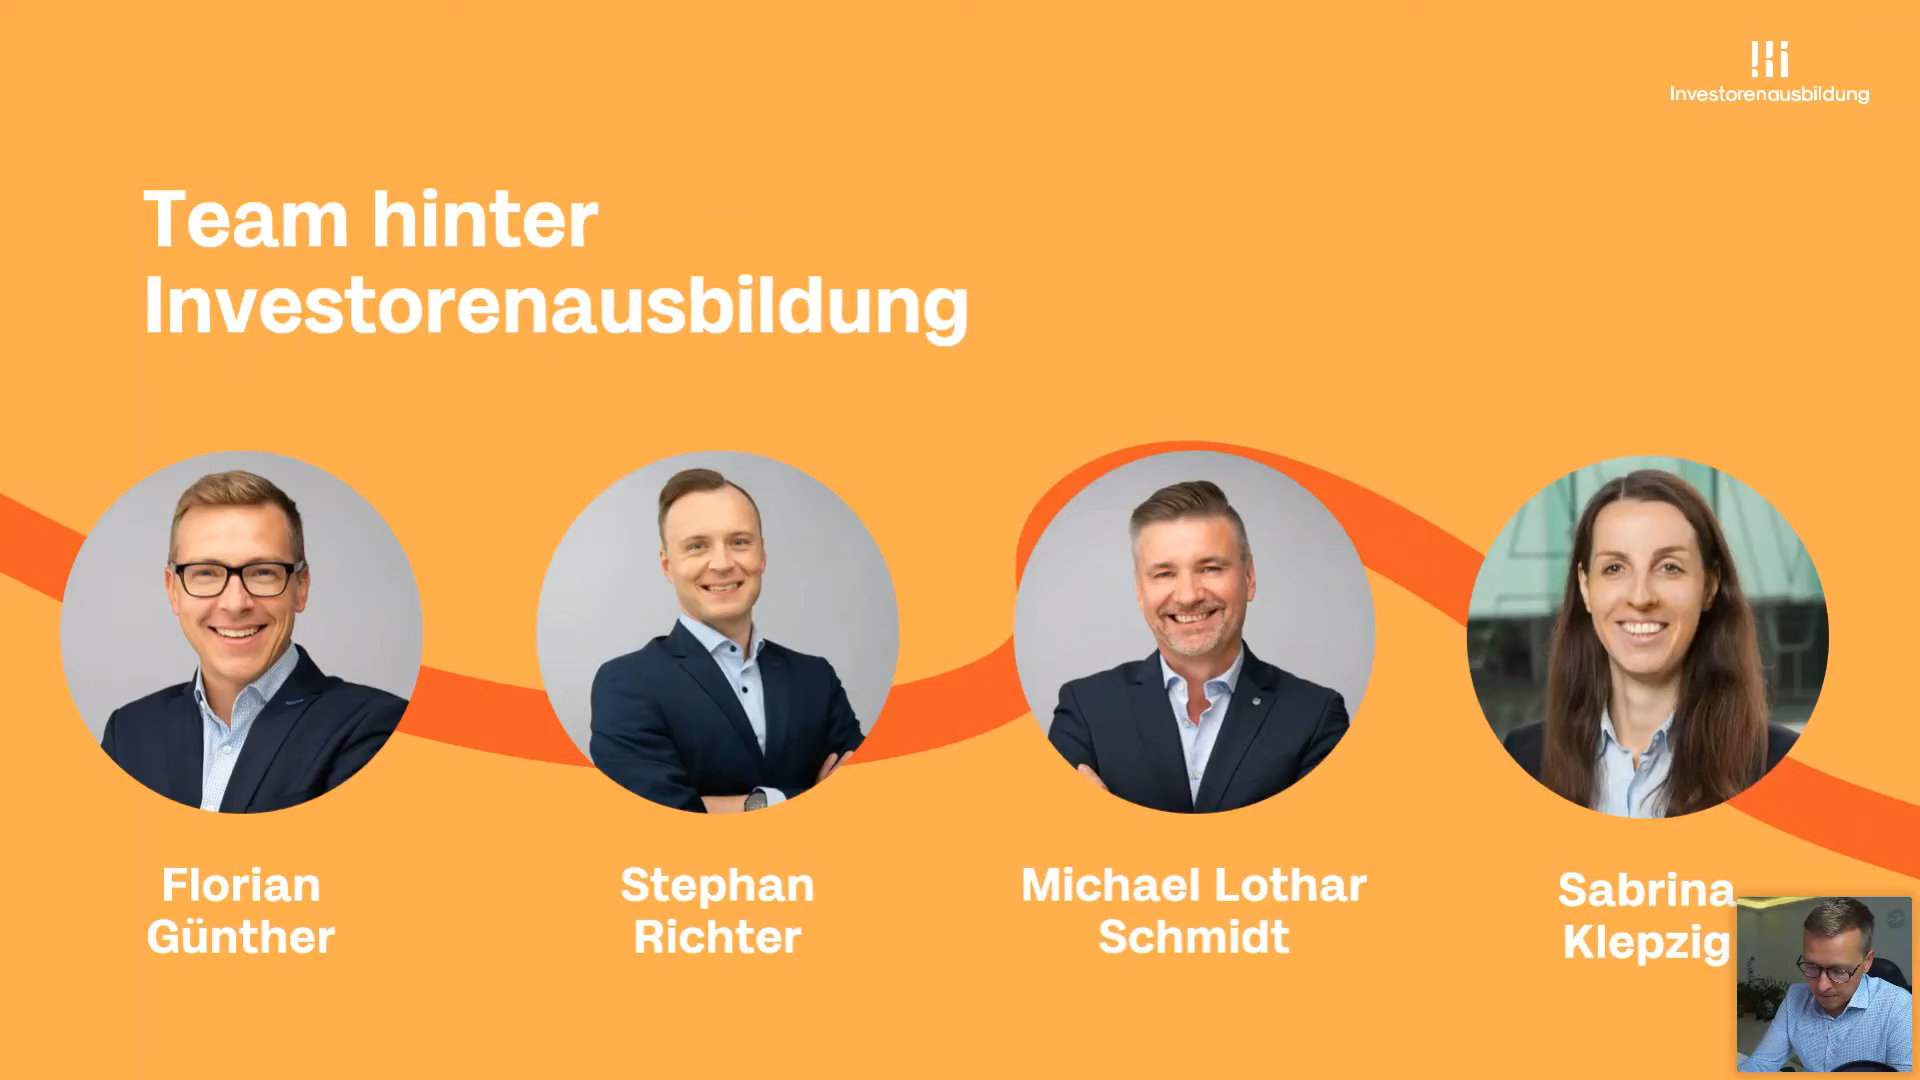 Investorenausbildung
Team hinter
Investorenausbildung
Florian
Günther
Stephan
Richter
Michael Lothar
Schmidt
Sabrina
Klepzig